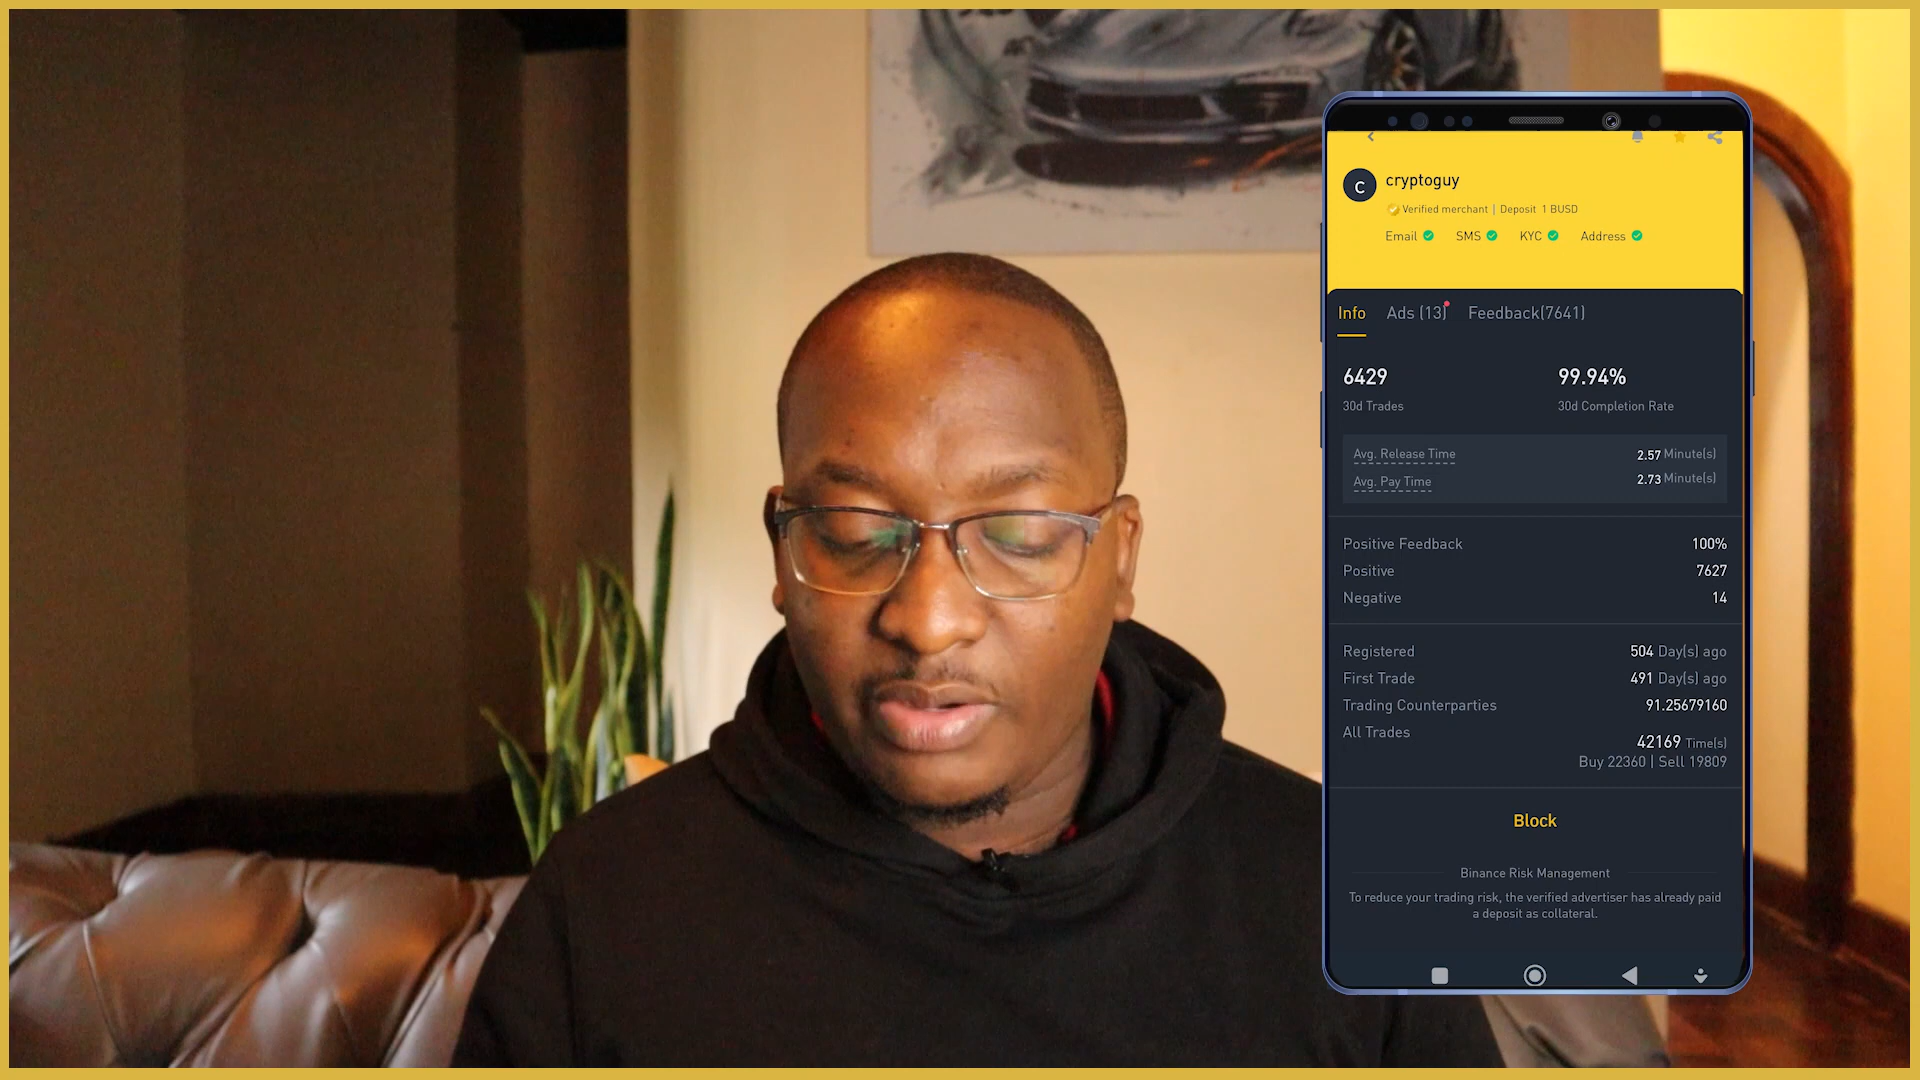 C
cryptoguy
Verified merchant | Deposit 1 BUSD
Email SMS KYC Address
Info Ads (13) Feedback(7641)
6429 99.94%
30d Trades 30d Completion Rate
Avg. Release Time 2.57 Minute(s)
Avg. Pay Time 2.73 Minute(s)
Positive Feedback 100%
Positive 7627
Negative 14
Registered 504 Day(s) ago
First Trade 491 Day(s) ago
Trading Counterparties 91.25679160
All Trades 42169 Time(s)
Buy 22360 | Sell 19809
Block
Binance Risk Management
To reduce your trading risk, the verified advertiser has already paid
a deposit as collateral.